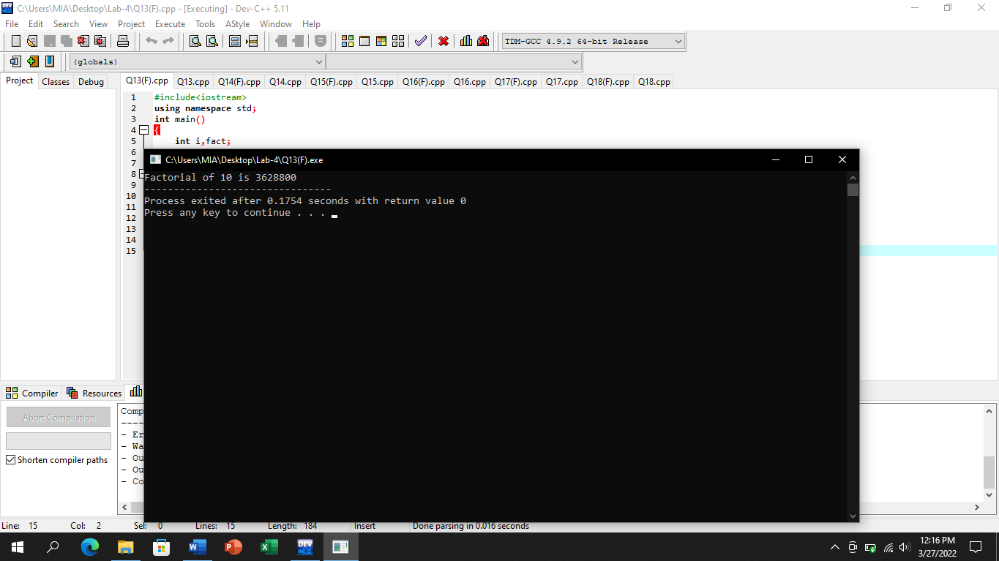 C:\Users\MIA\Desktop\Lab-4\Q13(F).cpp - [Executing] - Dev-C++ 5.11
File Edit Search View Project Execute Tools AStyle Window Help
TDM-GCC 4.9.2 64-bit Release
(globals)
Project Classes Debug Q13(F).cpp Q13.cpp Q14(F).cpp Q14.cpp Q15(F).cpp Q15.cpp Q16(F).cpp Q16.cpp Q17(F).cpp Q17.cpp Q18(F).cpp Q18.cpp
1 #include<iostream>
2 using namespace std;
3 int main()
4 {
5 int i,fact;
6
7
8
9
10
11
12
13
14
15
C:\Users\MIA\Desktop\Lab-4\Q13(F).exe
Factorial of 10 is 3628800
--------------------------------
Process exited after 0.1754 seconds with return value 0
Press any key to continue . . .
Compiler Resources
Abort Compilation
Shorten compiler paths
Comp
----
- Er
- Wa
- Ou
- Ou
- Co
Line: 15 Col: 2 Sel: 0 Lines: 15 Length: 184 Insert Done parsing in 0.016 seconds
DEV C++
12:16 PM
3/27/2022